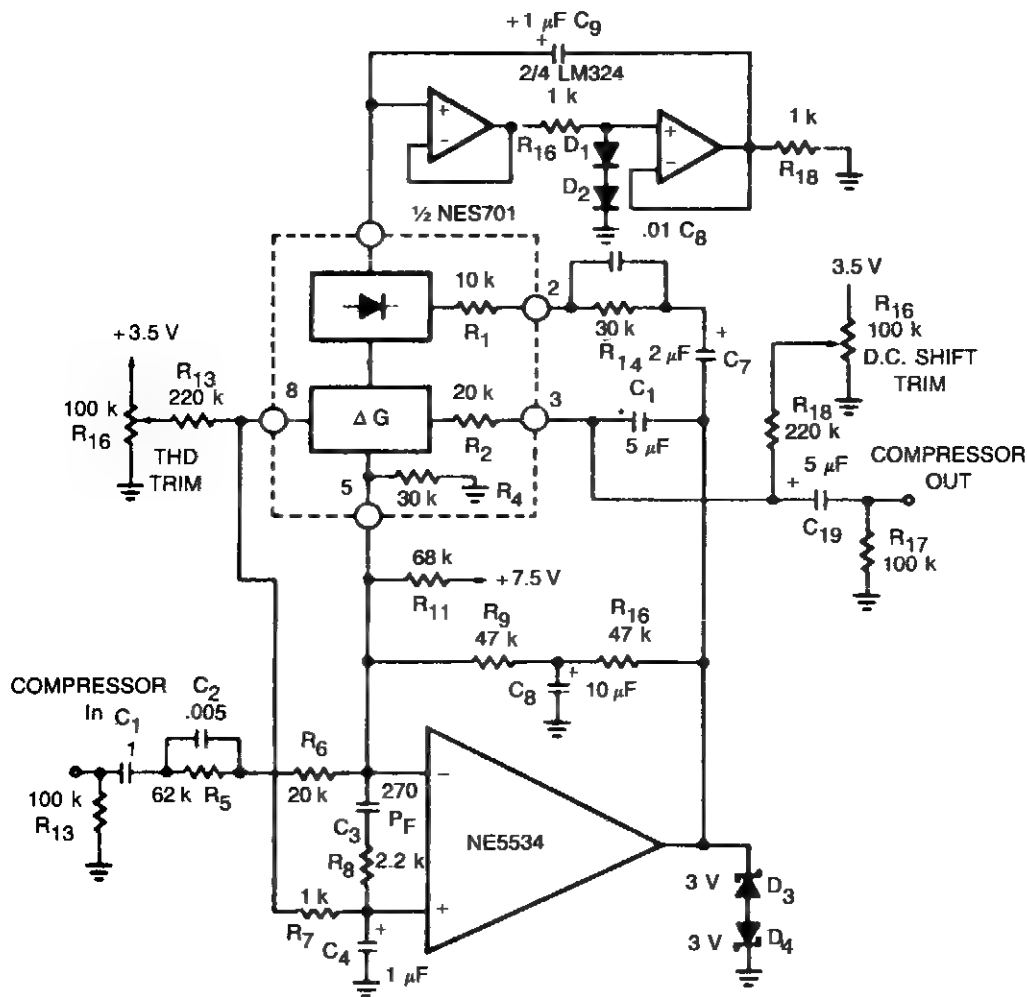 + 1 μF C9
+
2/4 LM324
1 k
+
−
R16
D1
D2
+
−
1 k
R18
½ NES701
.01 C8
10 k
R1
2
30 k
R14
2 μF
+
C7
3.5 V
R16
100 k
D.C. SHIFT
TRIM
+3.5 V
R13
220 k
100 k
R16
THD
TRIM
8
Δ G
20 k
R2
3
C1
+
5 μF
R18
220 k
5 μF
+
C19
COMPRESSOR
OUT
R17
100 k
5
30 k
R4
68 k
R11
+7.5 V
R9
47 k
R16
47 k
C8
+
10 μF
COMPRESSOR
In
C1
1
C2
.005
62 k
R5
100 k
R13
R6
20 k
270
PF
C3
R8
2.2 k
1 k
R7
+
C4
1 μF
−
+
NE5534
3 V
D3
3 V
D4